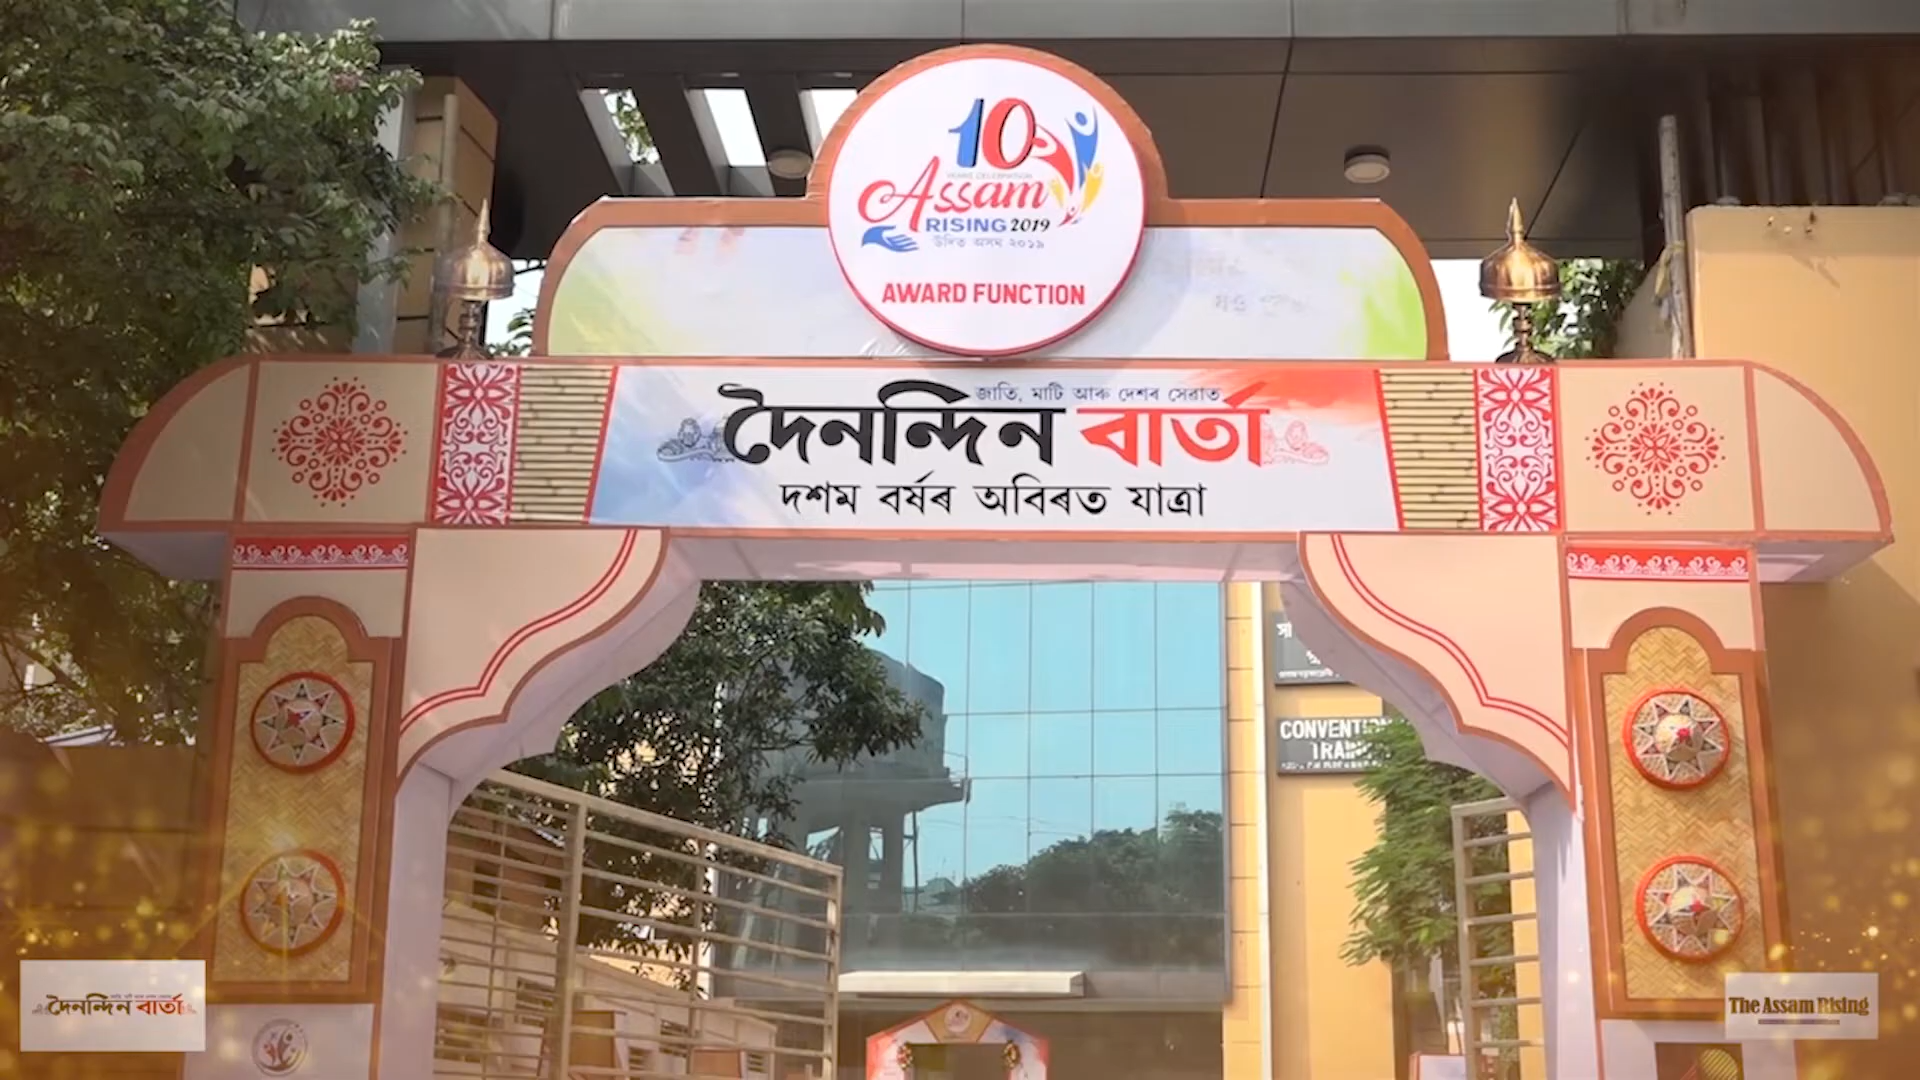 10
YEARS CELEBRATION
Assam
RISING 2019
উদিত অসম ২০১৯
AWARD FUNCTION
জাতি, মাটি আৰু দেশৰ সেৱাত
দৈনন্দিন বাৰ্তা
দশম বৰ্ষৰ অবিৰত যাত্ৰা
CONVENTION
দৈনন্দিন বাৰ্তা
The Assam Rising